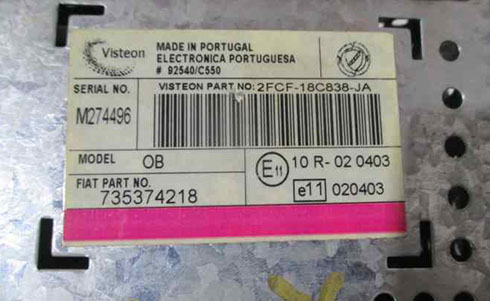 Visteon
MADE IN PORTUGAL
ELECTRONICA PORTUGUESA
# 92540/C550
SERIAL NO.
M274496
VISTEON PART NO: 2FCF-18C838-JA
MODEL OB
E11 10 R- 02 0403
e11 020403
FIAT PART NO.
735374218